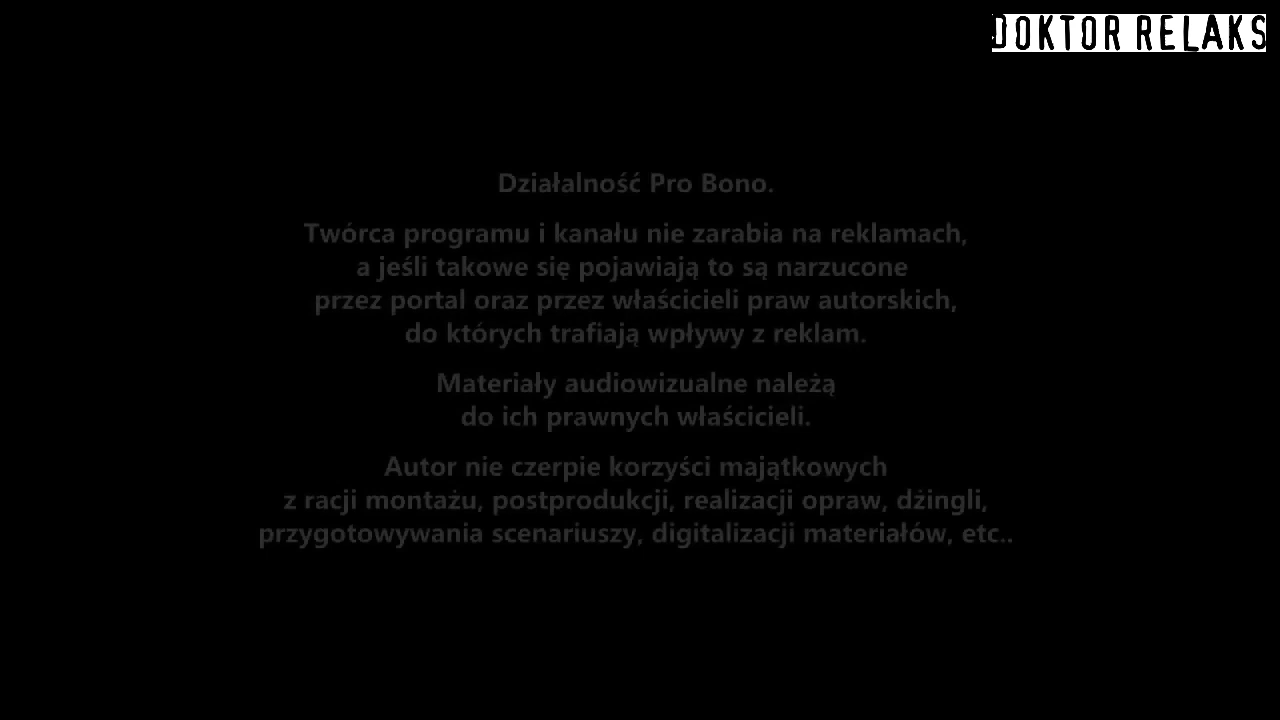 DOKTOR RELAKS
Działalność Pro Bono.
Twórca programu i kanału nie zarabia na reklamach,
a jeśli takowe się pojawiają to są narzucone
przez portal oraz przez właścicieli praw autorskich,
do których trafiają wpływy z reklam.
Materiały audiowizualne należą
do ich prawnych właścicieli.
Autor nie czerpie korzyści majątkowych
z racji montażu, postprodukcji, realizacji opraw, dżingli,
przygotowywania scenariuszy, digitalizacji materiałów, etc..